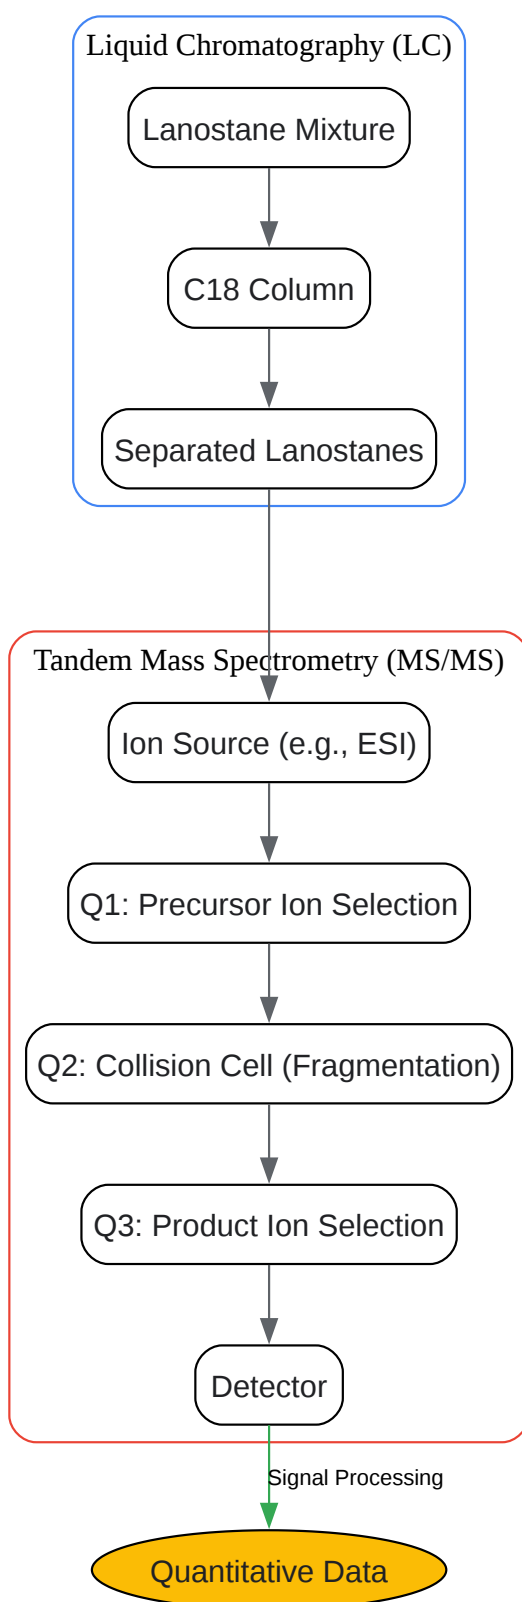 Liquid Chromatography (LC)
Lanostane Mixture
C18 Column
Separated Lanostanes
Tandem Mass Spectrometry (MS/MS)
Ion Source (e.g., ESI)
Q1: Precursor Ion Selection
Q2: Collision Cell (Fragmentation)
Q3: Product Ion Selection
Detector
Signal Processing
Quantitative Data